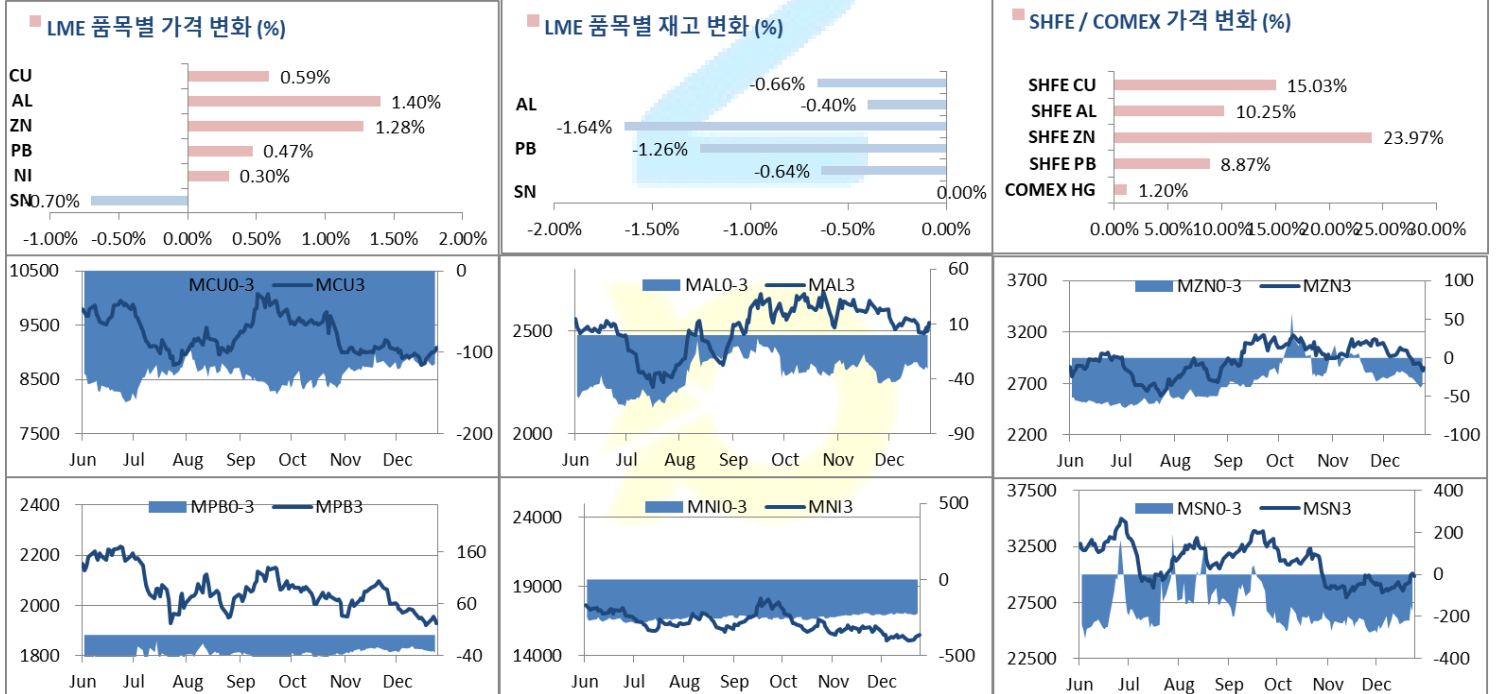 LME 품목별 가격 변화 (%)
CU
0.59%
AL
1.40%
ZN
1.28%
PB
0.47%
NI
0.30%
SN
-0.70%
-1.00% -0.50% 0.00% 0.50% 1.00% 1.50% 2.00%
LME 품목별 재고 변화 (%)
-0.66%
AL
-0.40%
-1.64%
PB
-1.26%
-0.64%
SN
0.00%
-2.00% -1.50% -1.00% -0.50% 0.00%
SHFE / COMEX 가격 변화 (%)
SHFE CU
15.03%
SHFE AL
10.25%
SHFE ZN
23.97%
SHFE PB
8.87%
COMEX HG
1.20%
0.00% 5.00% 10.00% 15.00% 20.00% 25.00% 30.00%
MCU0-3 MCU3
10500
9500
8500
7500
0
-100
-200
Jun Jul Aug Sep Oct Nov Dec
MAL0-3 MAL3
2500
2000
60
10
-40
-90
Jun Jul Aug Sep Oct Nov Dec
MZN0-3 MZN3
3700
3200
2700
2200
100
50
0
-50
-100
Jun Jul Aug Sep Oct Nov Dec
MPB0-3 MPB3
2400
2200
2000
1800
160
60
-40
Jun Jul Aug Sep Oct Nov Dec
MNI0-3 MNI3
24000
19000
14000
500
0
-500
Jun Jul Aug Sep Oct Nov Dec
MSN0-3 MSN3
37500
32500
27500
22500
400
200
0
-200
-400
Jun Jul Aug Sep Oct Nov Dec